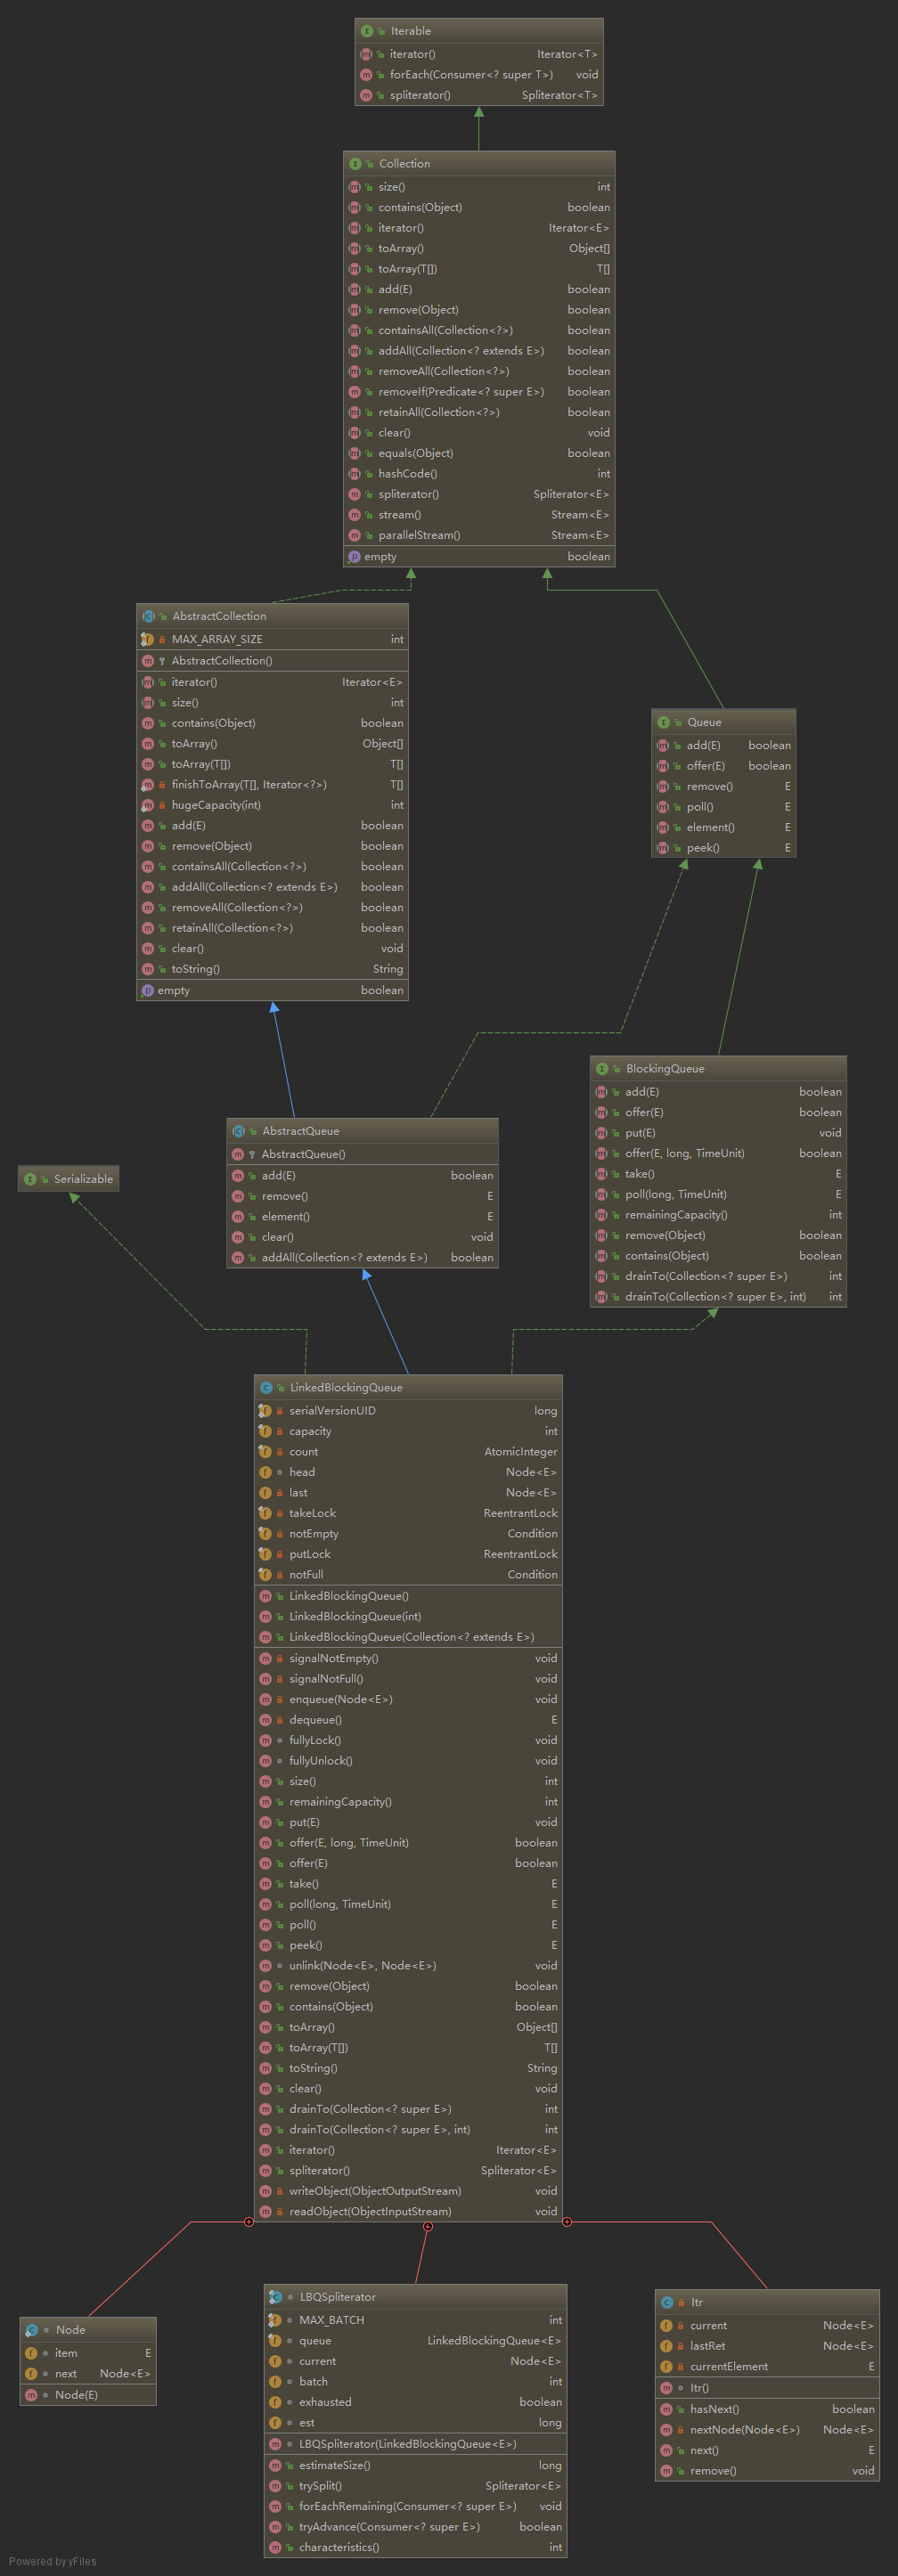 Iterable
iterator() Iterator<T>
forEach(Consumer<? super T>) void
spliterator() Spliterator<T>
Collection
size() int
contains(Object) boolean
iterator() Iterator<E>
toArray() Object[]
toArray(T[]) T[]
add(E) boolean
remove(Object) boolean
containsAll(Collection<?>) boolean
addAll(Collection<? extends E>) boolean
removeAll(Collection<?>) boolean
removeIf(Predicate<? super E>) boolean
retainAll(Collection<?>) boolean
clear() void
equals(Object) boolean
hashCode() int
spliterator() Spliterator<E>
stream() Stream<E>
parallelStream() Stream<E>
empty boolean
AbstractCollection
MAX_ARRAY_SIZE int
AbstractCollection()
iterator() Iterator<E>
size() int
contains(Object) boolean
toArray() Object[]
toArray(T[]) T[]
finishToArray(T[], Iterator<?>) T[]
hugeCapacity(int) int
add(E) boolean
remove(Object) boolean
containsAll(Collection<?>) boolean
addAll(Collection<? extends E>) boolean
removeAll(Collection<?>) boolean
retainAll(Collection<?>) boolean
clear() void
toString() String
empty boolean
Queue
add(E) boolean
offer(E) boolean
remove() E
poll() E
element() E
peek() E
BlockingQueue
add(E) boolean
offer(E) boolean
put(E) void
offer(E, long, TimeUnit) boolean
take() E
poll(long, TimeUnit) E
remainingCapacity() int
remove(Object) boolean
contains(Object) boolean
drainTo(Collection<? super E>) int
drainTo(Collection<? super E>, int) int
AbstractQueue
AbstractQueue()
add(E) boolean
remove() E
element() E
clear() void
addAll(Collection<? extends E>) boolean
Serializable
LinkedBlockingQueue
serialVersionUID long
capacity int
count AtomicInteger
head Node<E>
last Node<E>
takeLock ReentrantLock
notEmpty Condition
putLock ReentrantLock
notFull Condition
LinkedBlockingQueue()
LinkedBlockingQueue(int)
LinkedBlockingQueue(Collection<? extends E>)
signalNotEmpty() void
signalNotFull() void
enqueue(Node<E>) void
dequeue() E
fullyLock() void
fullyUnlock() void
size() int
remainingCapacity() int
put(E) void
offer(E, long, TimeUnit) boolean
offer(E) boolean
take() E
poll(long, TimeUnit) E
poll() E
peek() E
unlink(Node<E>, Node<E>) void
remove(Object) boolean
contains(Object) boolean
toArray() Object[]
toArray(T[]) T[]
toString() String
clear() void
drainTo(Collection<? super E>) int
drainTo(Collection<? super E>, int) int
iterator() Iterator<E>
spliterator() Spliterator<E>
writeObject(ObjectOutputStream) void
readObject(ObjectInputStream) void
Node
item E
next Node<E>
Node(E)
LBQSpliterator
MAX_BATCH int
queue LinkedBlockingQueue<E>
current Node<E>
batch int
exhausted boolean
est long
LBQSpliterator(LinkedBlockingQueue<E>)
estimateSize() long
trySplit() Spliterator<E>
forEachRemaining(Consumer<? super E>) void
tryAdvance(Consumer<? super E>) boolean
characteristics() int
Itr
current Node<E>
lastRet Node<E>
currentElement E
Itr()
hasNext() boolean
nextNode(Node<E>) Node<E>
next() E
remove() void
Powered by yFiles